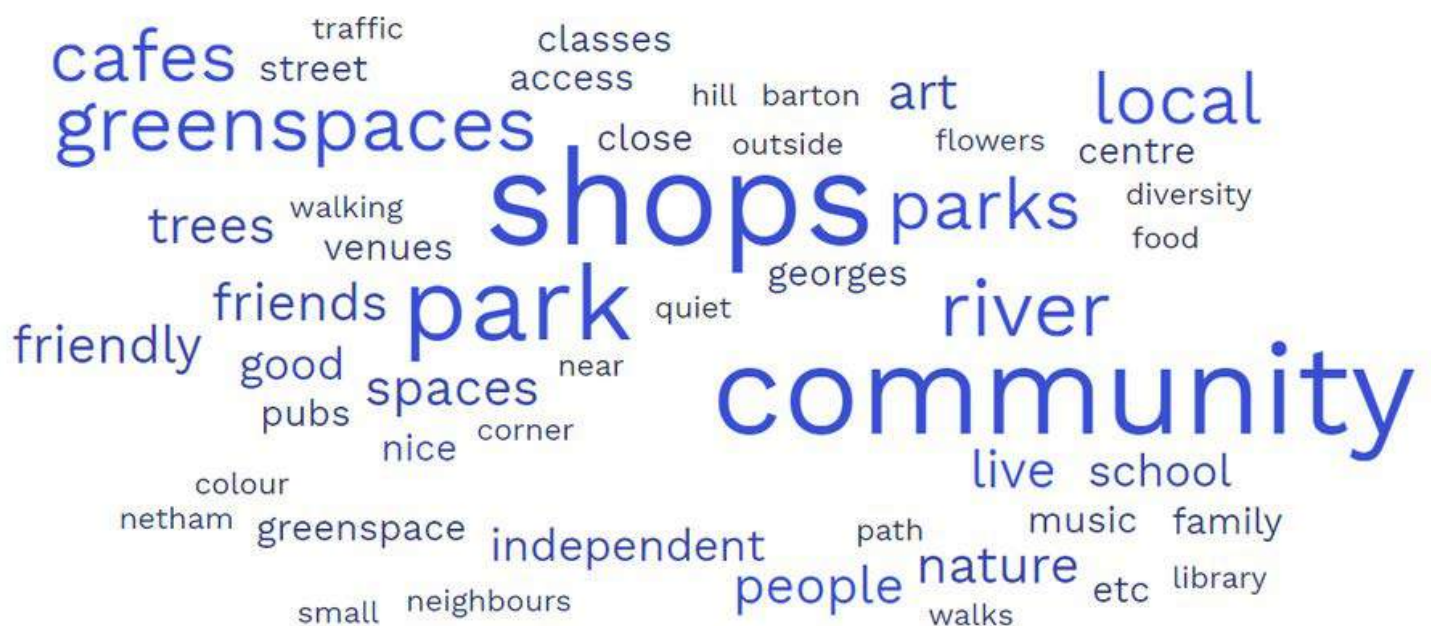 traffic
cafes street
classes
access
hill barton art
local
greenspaces
close outside flowers centre
shops parks
diversity
food
trees walking
venues
georges
friends park quiet river
friendly
good spaces near
community
pubs
nice corner
live school
colour
netham greenspace independent
path music family
people nature etc library
small neighbours walks